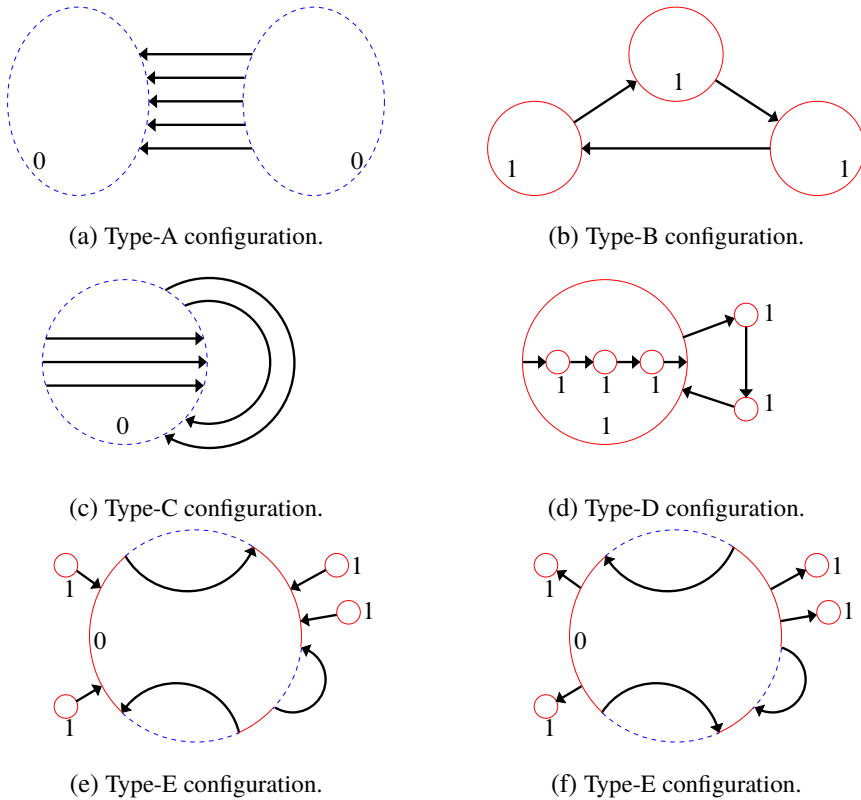 0 0
(a) Type-A configuration.
1
1 1
(b) Type-B configuration.
0
(c) Type-C configuration.
1
1 1 1
1
1
(d) Type-D configuration.
1 1
0 1
1
(e) Type-E configuration.
1 1
0 1
1
(f) Type-E configuration.